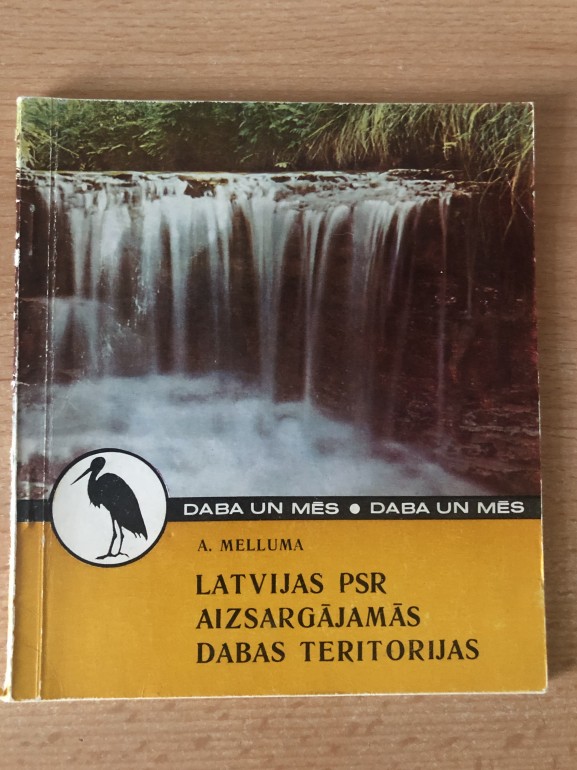 DABA UN MĒS ● DABA UN MĒS
A. MELLUMA
LATVIJAS PSR
AIZSARGĀJAMĀS
DABAS TERITORIJAS